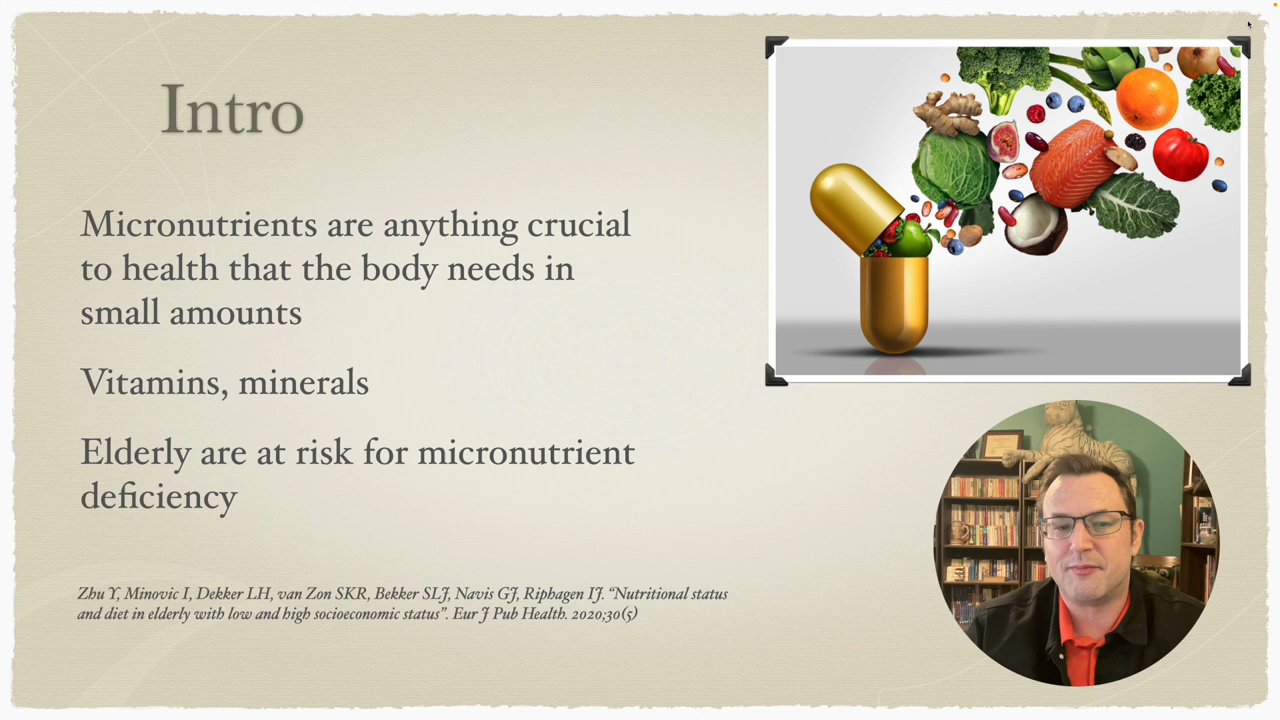 Intro
Micronutrients are anything crucial
to health that the body needs in
small amounts
Vitamins, minerals
Elderly are at risk for micronutrient
deficiency
Zhu Y, Minovic I, Dekker LH, van Zon SKR, Bekker SLJ, Navis GJ, Riphagen IJ. “Nutritional status
and diet in elderly with low and high socioeconomic status”. Eur J Pub Health. 2020;30(5)